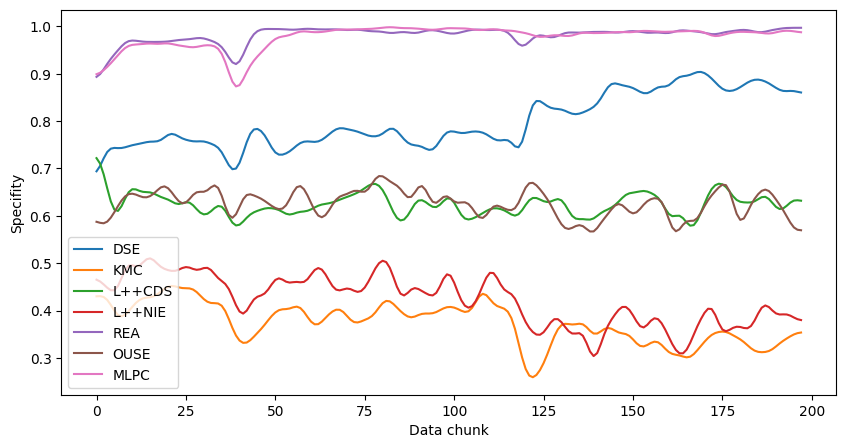 1.0
0.9
0.8
0.7
0.6
0.5
0.4
0.3
Specifity
DSE
KMC
L++CDS
L++NIE
REA
OUSE
MLPC
0 25 50 75 100 125 150 175 200
Data chunk